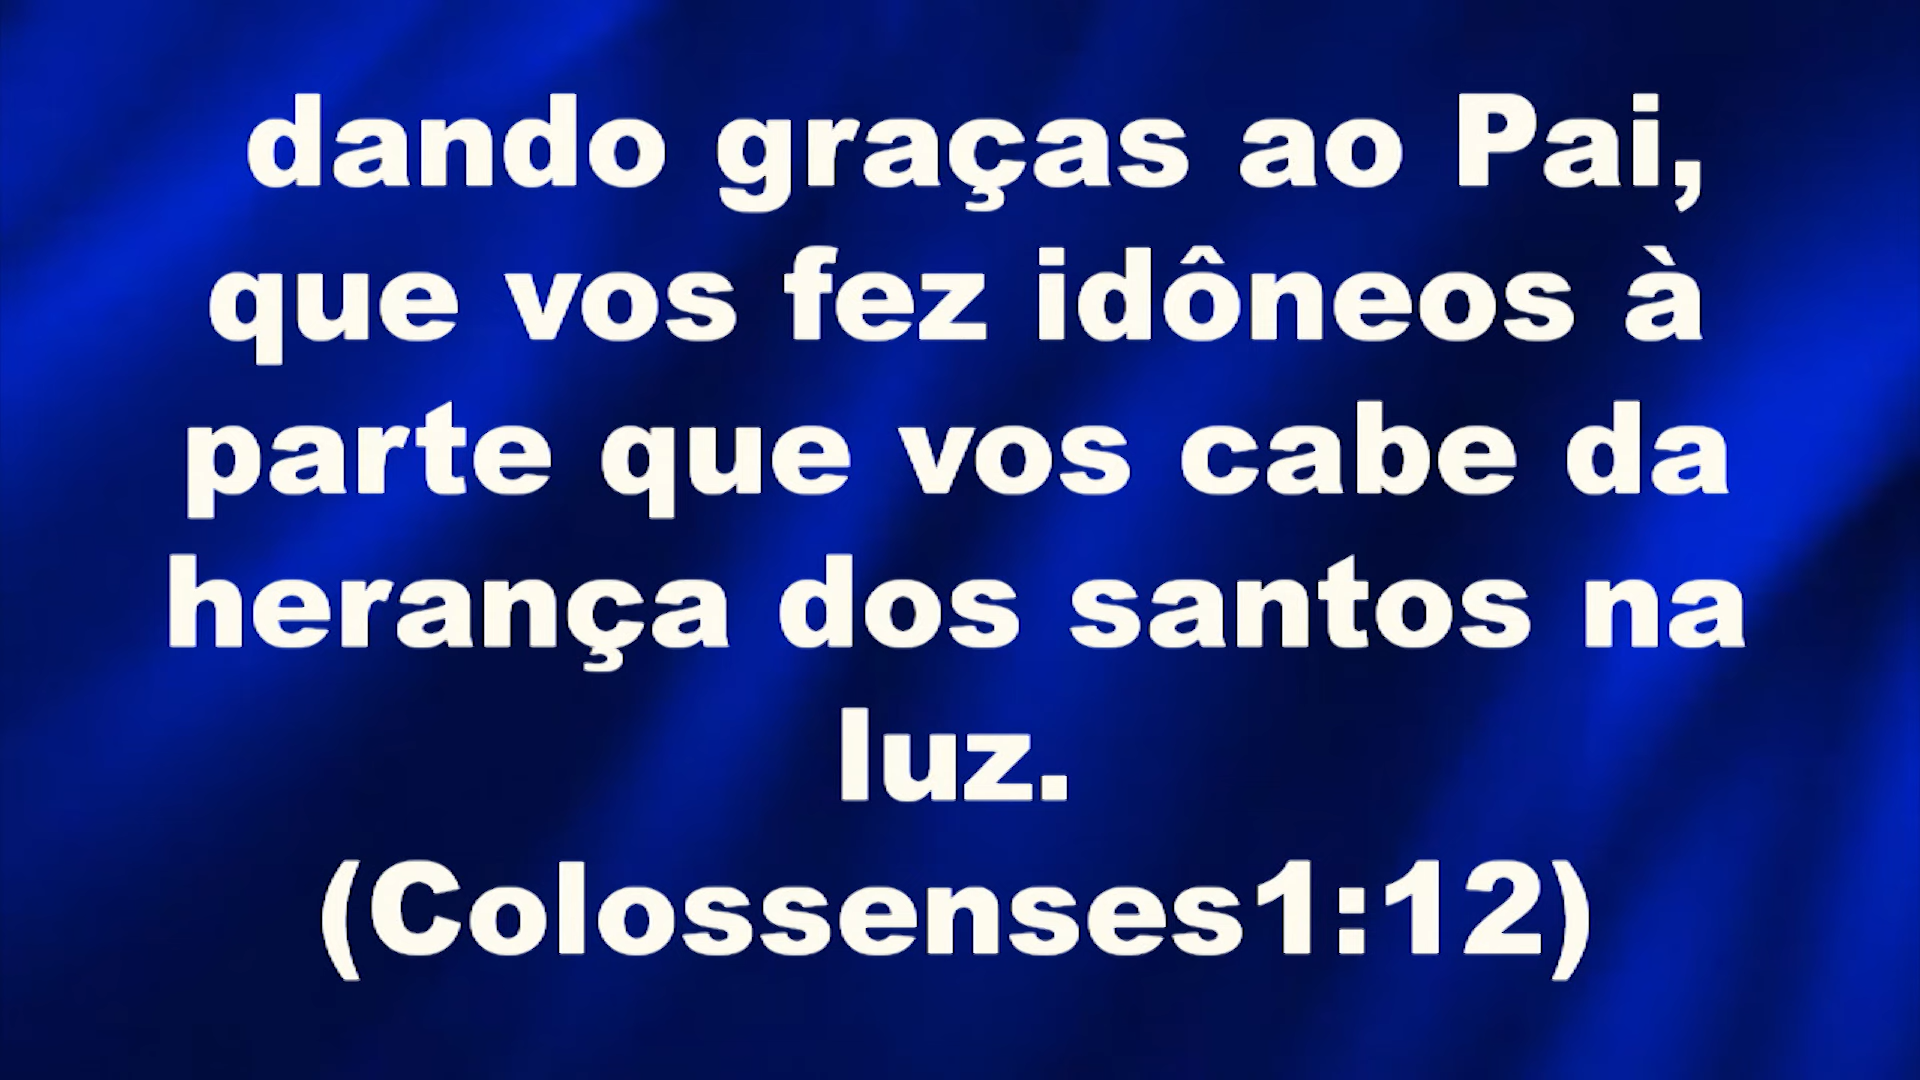 dando graças ao Pai,
que vos fez idôneos à
parte que vos cabe da
herança dos santos na
luz.
(Colossenses1:12)